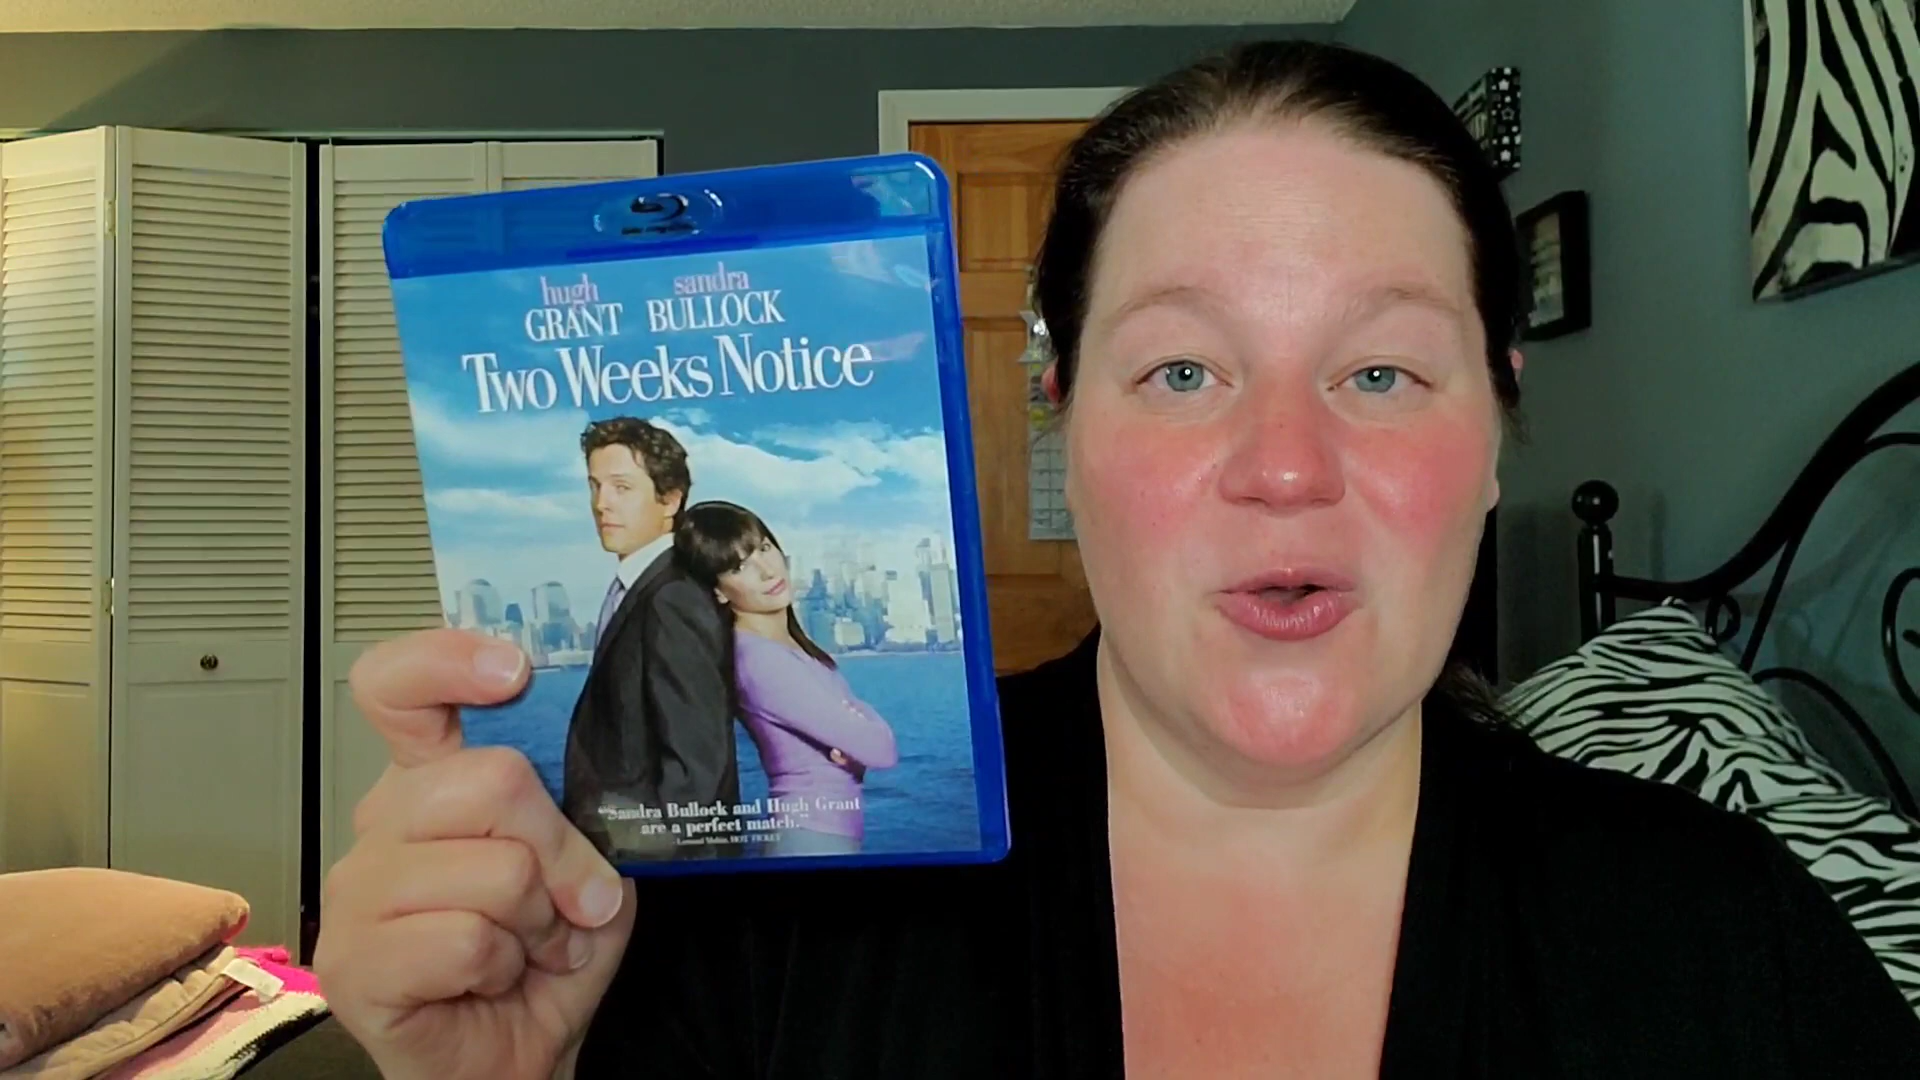 hugh sandra
GRANT BULLOCK
Two Weeks Notice
"Sandra Bullock and Hugh Grant
are a perfect match."